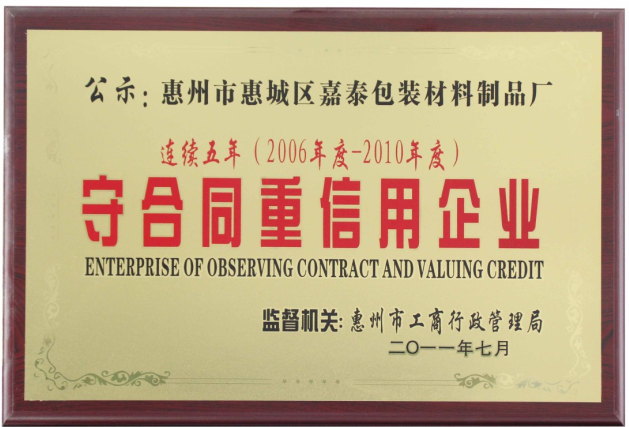 公示：惠州市惠城区嘉泰包装材料制品厂
连续五年（2006年度-2010年度）
守合同重信用企业
ENTERPRISE OF OBSERVING CONTRACT AND VALUING CREDIT
监督机关：惠州市工商行政管理局
二〇一一年七月